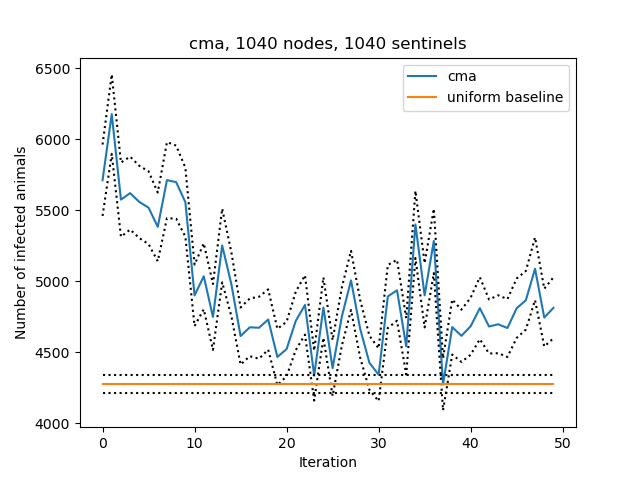 cma, 1040 nodes, 1040 sentinels
cma
uniform baseline
Number of infected animals
6500
6000
5500
5000
4500
4000
0 10 20 30 40 50
Iteration